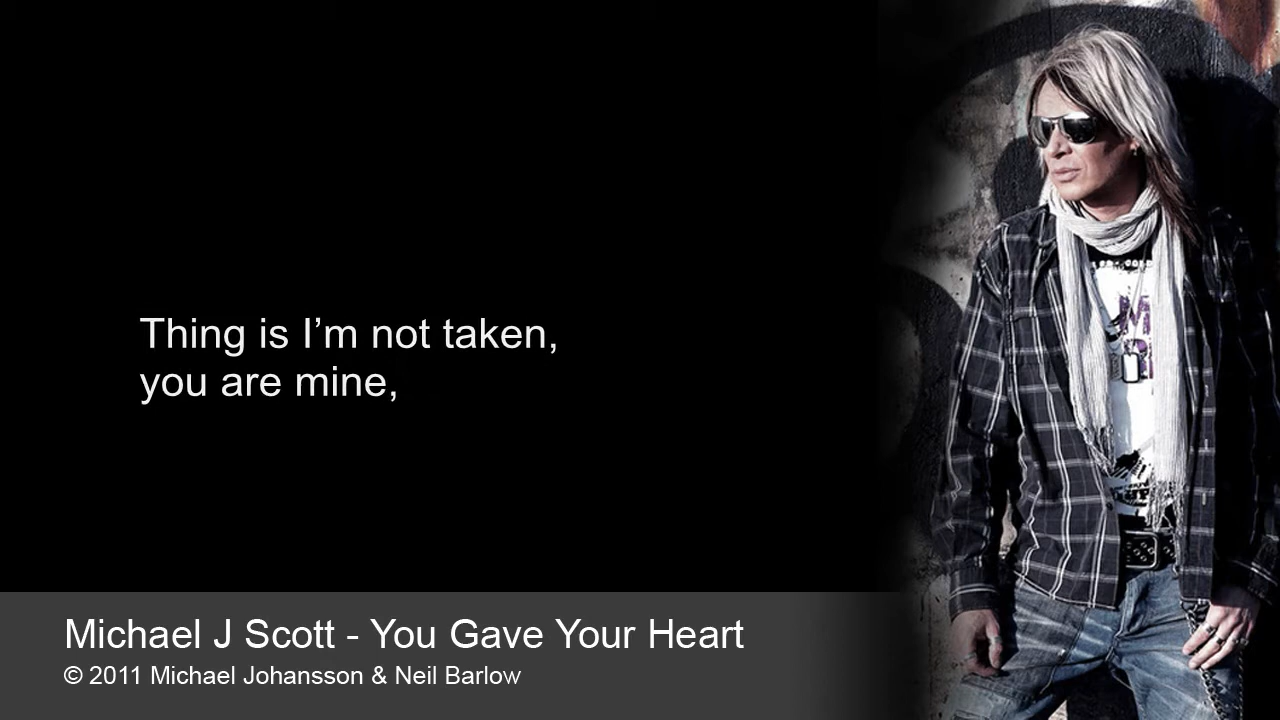 Thing is I’m not taken,
you are mine,
Michael J Scott - You Gave Your Heart
© 2011 Michael Johansson & Neil Barlow